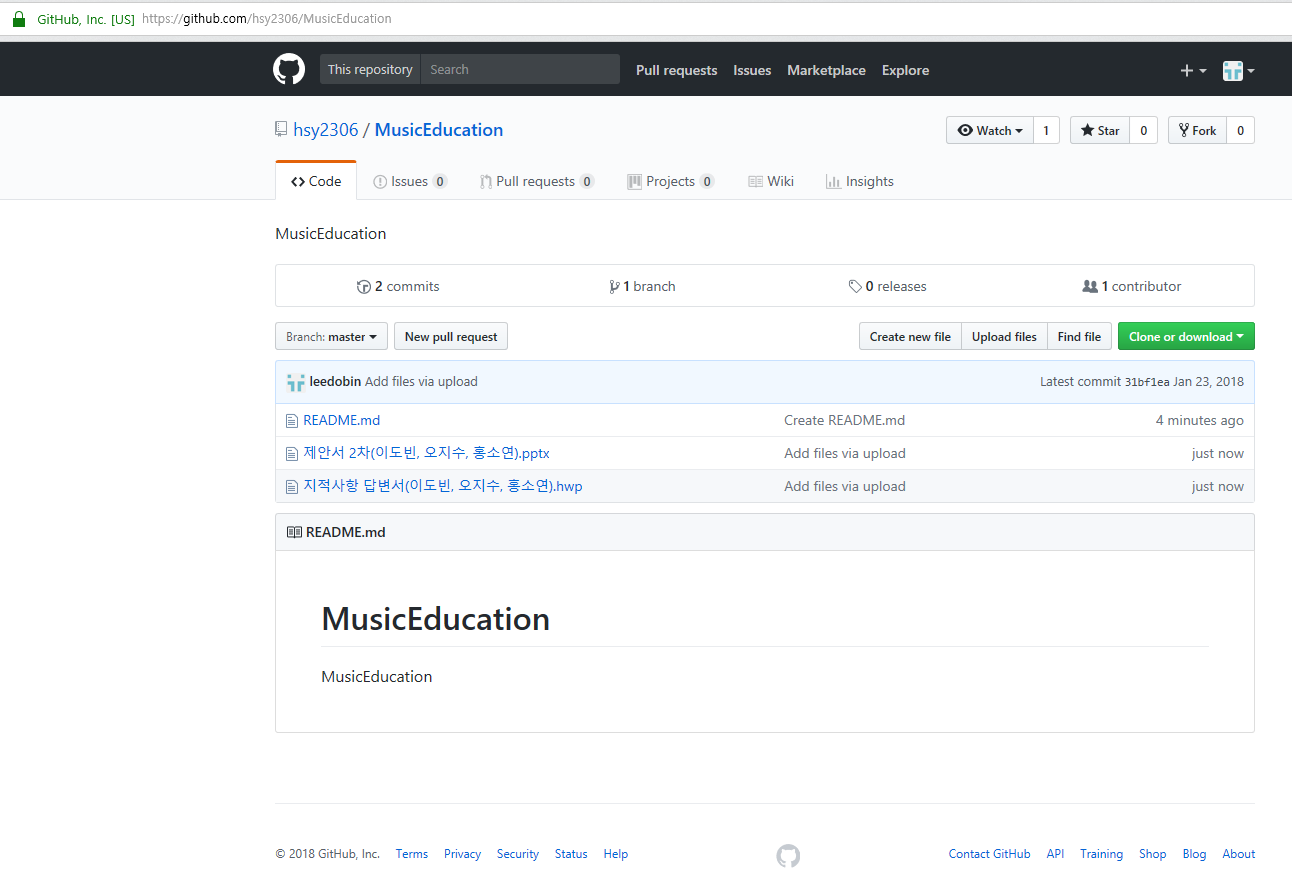 GitHub, Inc. [US] https://github.com/hsy2306/MusicEducation
This repository Search Pull requests Issues Marketplace Explore
hsy2306 / MusicEducation Watch 1 Star 0 Fork 0
Code Issues 0 Pull requests 0 Projects 0 Wiki Insights
MusicEducation
2 commits 1 branch 0 releases 1 contributor
Branch: master New pull request Create new file Upload files Find file Clone or download
leedobin Add files via upload Latest commit 31bf1ea Jan 23, 2018
README.md Create README.md 4 minutes ago
제안서 2차(이도빈, 오지수, 홍소연).pptx Add files via upload just now
지적사항 답변서(이도빈, 오지수, 홍소연).hwp Add files via upload just now
README.md
MusicEducation
MusicEducation
© 2018 GitHub, Inc. Terms Privacy Security Status Help Contact GitHub API Training Shop Blog About